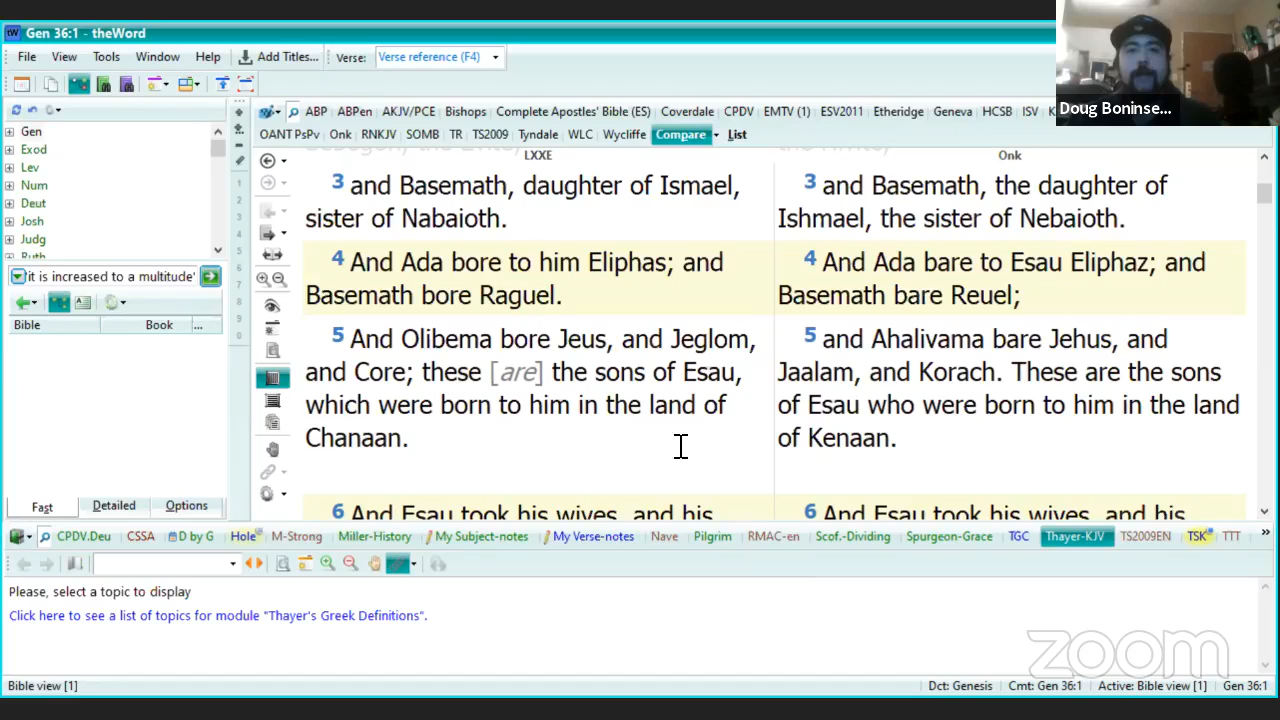 Gen 36:1 - theWord
File View Tools Window Help Add Titles... Verse: Verse reference (F4)
Doug Boninse...
ABP ABPen AKJV/PCE Bishops Complete Apostles' Bible (ES) Coverdale CPDV EMTV (1) ESV2011 Etheridge Geneva HCSB ISV K
OANT PsPv Onk RNKJV SOMB TR TS2009 Tyndale WLC Wycliffe Compare List
Gen
Exod
Lev
Num
Deut
Josh
Judg
Ruth
it is increased to a multitude'
Bible Book ...
Fast Detailed Options
1
2
3
4
5
6
7
8
9
0
LXXE
3 and Basemath, daughter of Ismael,
sister of Nabaioth.
4 And Ada bore to him Eliphas; and
Basemath bore Raguel.
5 And Olibema bore Jeus, and Jeglom,
and Core; these [are] the sons of Esau,
which were born to him in the land of
Chanaan.
6 And Esau took his wives, and his
Onk
3 and Basemath, the daughter of
Ishmael, the sister of Nebaioth.
4 And Ada bare to Esau Eliphaz; and
Basemath bare Reuel;
5 and Ahalivama bare Jehus, and
Jaalam, and Korach. These are the sons
of Esau who were born to him in the land
of Kenaan.
6 And Esau took his wives, and his
CPDV.Deu CSSA D by G Hole M-Strong Miller-History My Subject-notes My Verse-notes Nave Pilgrim RMAC-en Scof.-Dividing Spurgeon-Grace TGC Thayer-KJV TS2009EN TSK TTT
Please, select a topic to display
Click here to see a list of topics for module "Thayer's Greek Definitions".
zoom
Bible view [1] Dct: Genesis Cmt: Gen 36:1 Active: Bible view [1] Gen 36:1